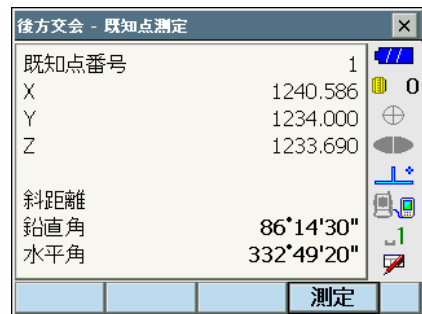 後方交会 - 既知点測定
既知点番号 1
X 1240.586
Y 1234.000
Z 1233.690
0
斜距離
鉛直角 86°14'30"
水平角 332°49'20"
1
測定